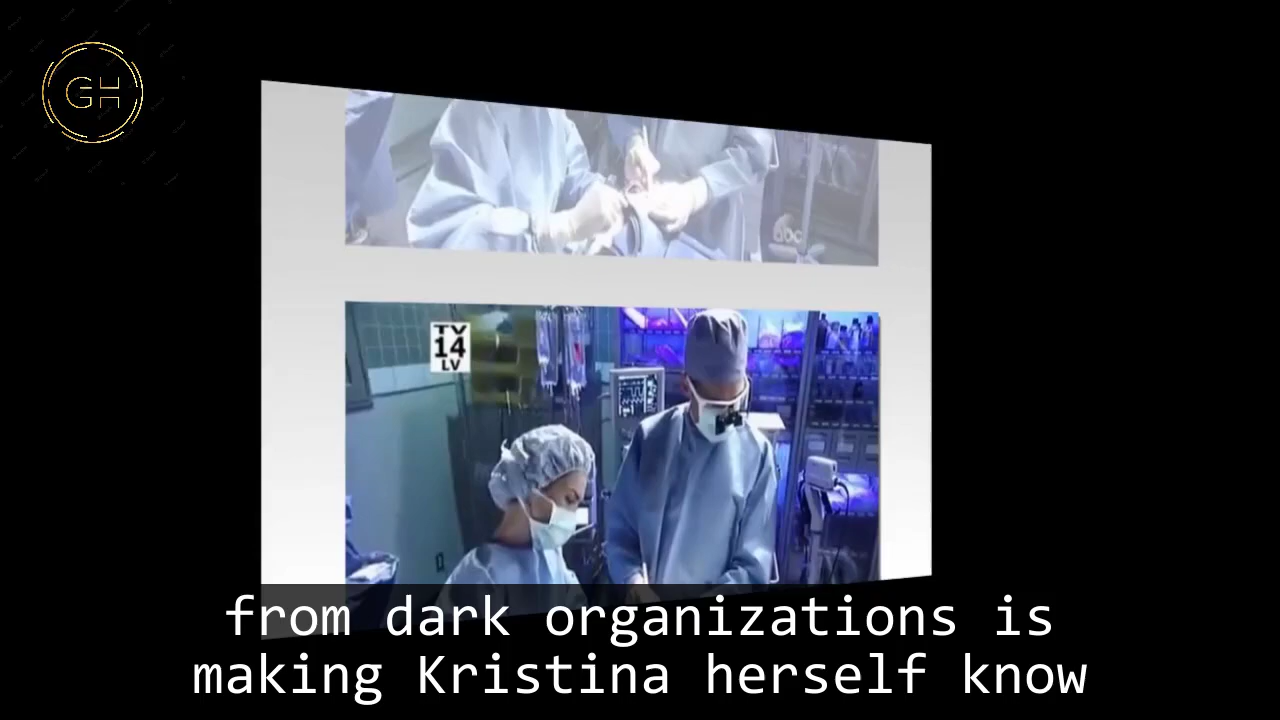 GH
abc
TV
14
LV
from dark organizations is
making Kristina herself know